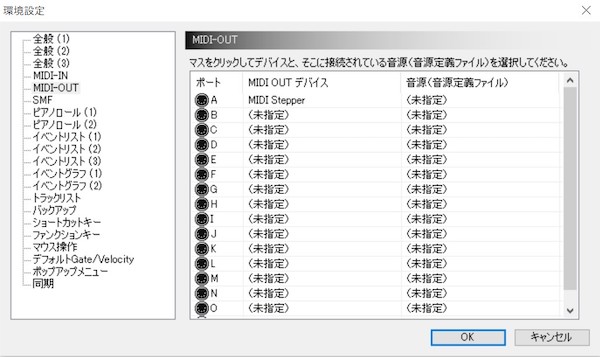 環境設定
全般 (1)
全般 (2)
全般 (3)
MIDI-IN
MIDI-OUT
SMF
ピアノロール (1)
ピアノロール (2)
イベントリスト (1)
イベントリスト (2)
イベントリスト (3)
イベントグラフ (1)
イベントグラフ (2)
トラックリスト
バックアップ
ショートカットキー
ファンクションキー
マウス操作
デフォルトGate/Velocity
ポップアップメニュー
同期
MIDI-OUT
マスをクリックしてデバイスと、そこに接続されている音源(音源定義ファイル)を選択してください。
ポート MIDI OUT デバイス 音源(音源定義ファイル)
A MIDI Stepper (未指定)
B (未指定) (未指定)
C (未指定) (未指定)
D (未指定) (未指定)
E (未指定) (未指定)
F (未指定) (未指定)
G (未指定) (未指定)
H (未指定) (未指定)
I (未指定) (未指定)
J (未指定) (未指定)
K (未指定) (未指定)
L (未指定) (未指定)
M (未指定) (未指定)
N (未指定) (未指定)
O (未指定) (未指定)
OK キャンセル